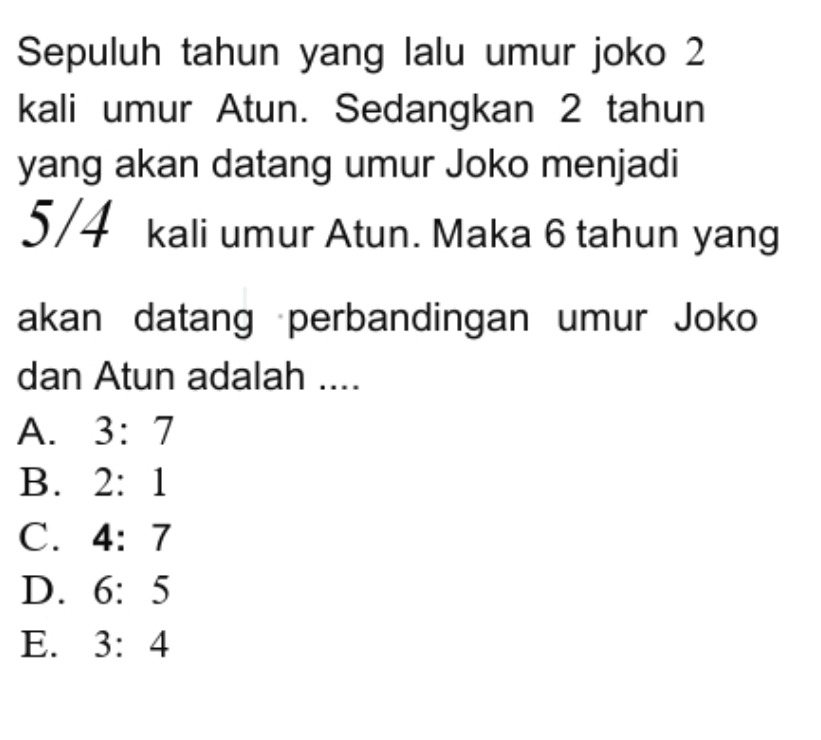 Sepuluh tahun yang lalu umur joko 2
kali umur Atun. Sedangkan 2 tahun
yang akan datang umur Joko menjadi
5/4 kali umur Atun. Maka 6 tahun yang
akan datang perbandingan umur Joko
dan Atun adalah ....
A. 3: 7
B. 2: 1
C. 4: 7
D. 6: 5
E. 3: 4